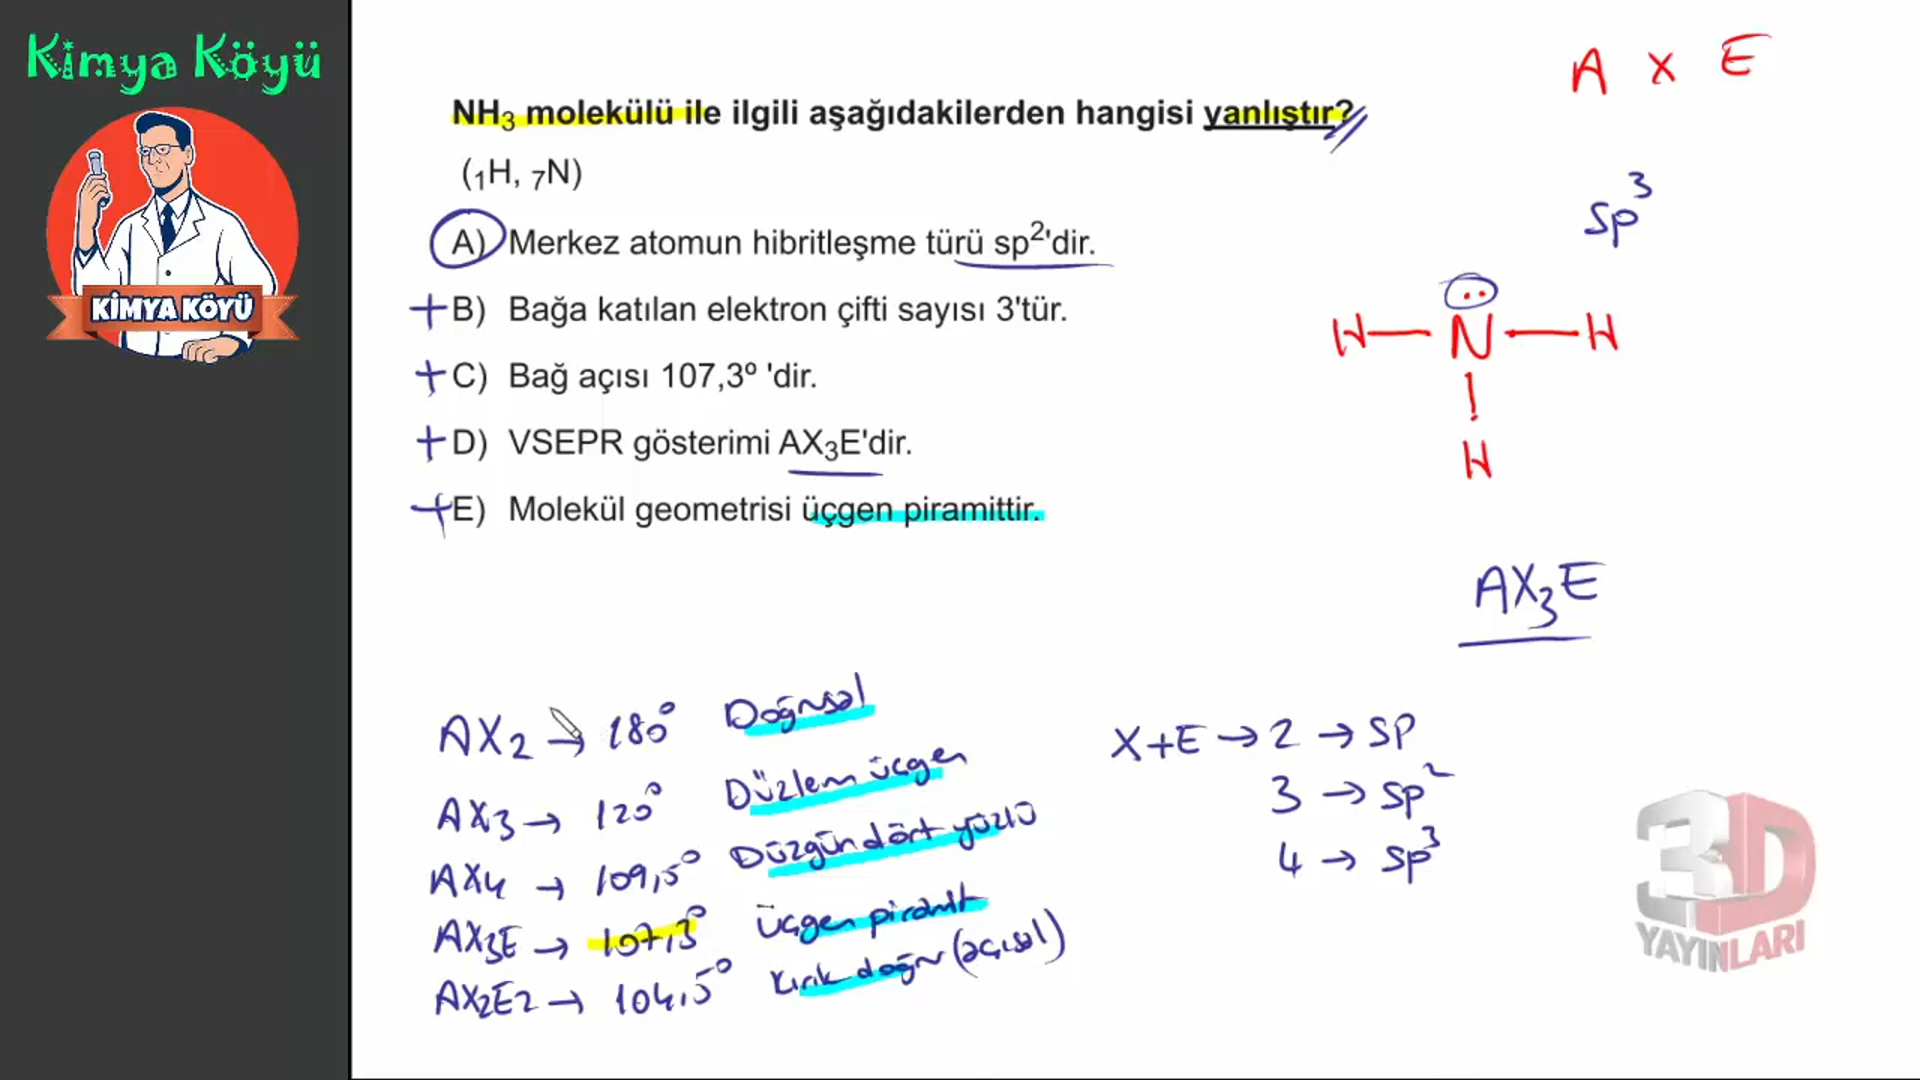 Kimya Köyü
KİMYA KÖYÜ
NH₃ molekülü ile ilgili aşağıdakilerden hangisi yanlıştır?
(₁H, ₇N)
A) Merkez atomun hibritleşme türü sp²'dir.
+ B) Bağa katılan elektron çifti sayısı 3'tür.
+ C) Bağ açısı 107,3º 'dir.
+ D) VSEPR gösterimi AX₃E'dir.
+ E) Molekül geometrisi üçgen piramittir.
A X E
sp³
H — N — H
H
AX₃E
AX₂ → 180° Doğrusal
AX₃ → 120° Düzlem üçgen
AX₄ → 109,5° Düzgün dört yüzlü
AX₃E → 107,3° Üçgen piramit
AX₂E₂ → 104,5° Kırık doğru (açısal)
X+E → 2 → sp
3 → sp²
4 → sp³
3D
YAYINLARI